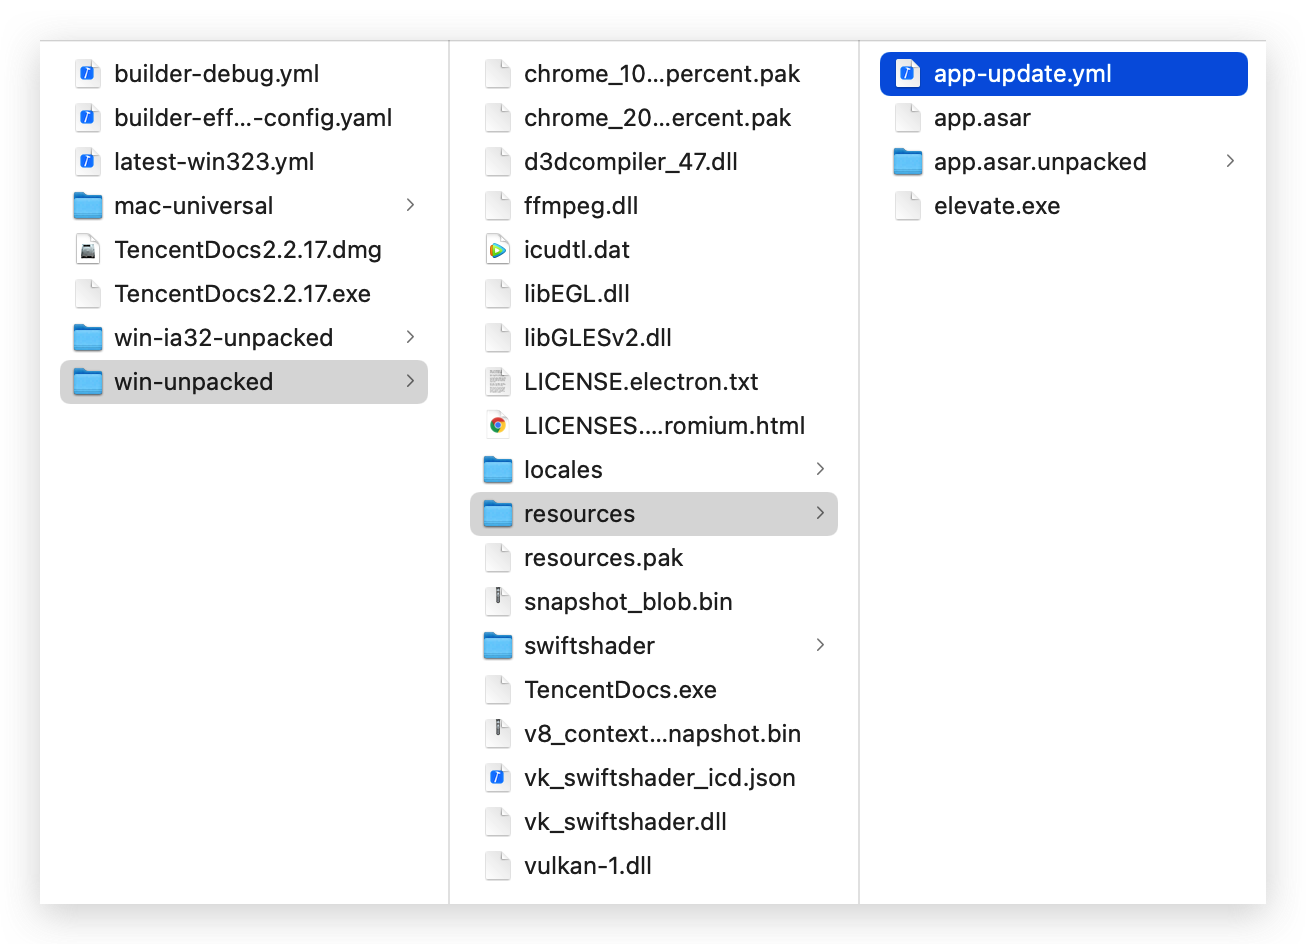 builder-debug.yml
builder-eff...-config.yaml
latest-win323.yml
mac-universal
TencentDocs2.2.17.dmg
TencentDocs2.2.17.exe
win-ia32-unpacked
win-unpacked
chrome_10...percent.pak
chrome_20...ercent.pak
d3dcompiler_47.dll
ffmpeg.dll
icudtl.dat
libEGL.dll
libGLESv2.dll
LICENSE.electron.txt
LICENSES....romium.html
locales
resources
resources.pak
snapshot_blob.bin
swiftshader
TencentDocs.exe
v8_context...napshot.bin
vk_swiftshader_icd.json
vk_swiftshader.dll
vulkan-1.dll
app-update.yml
app.asar
app.asar.unpacked
elevate.exe